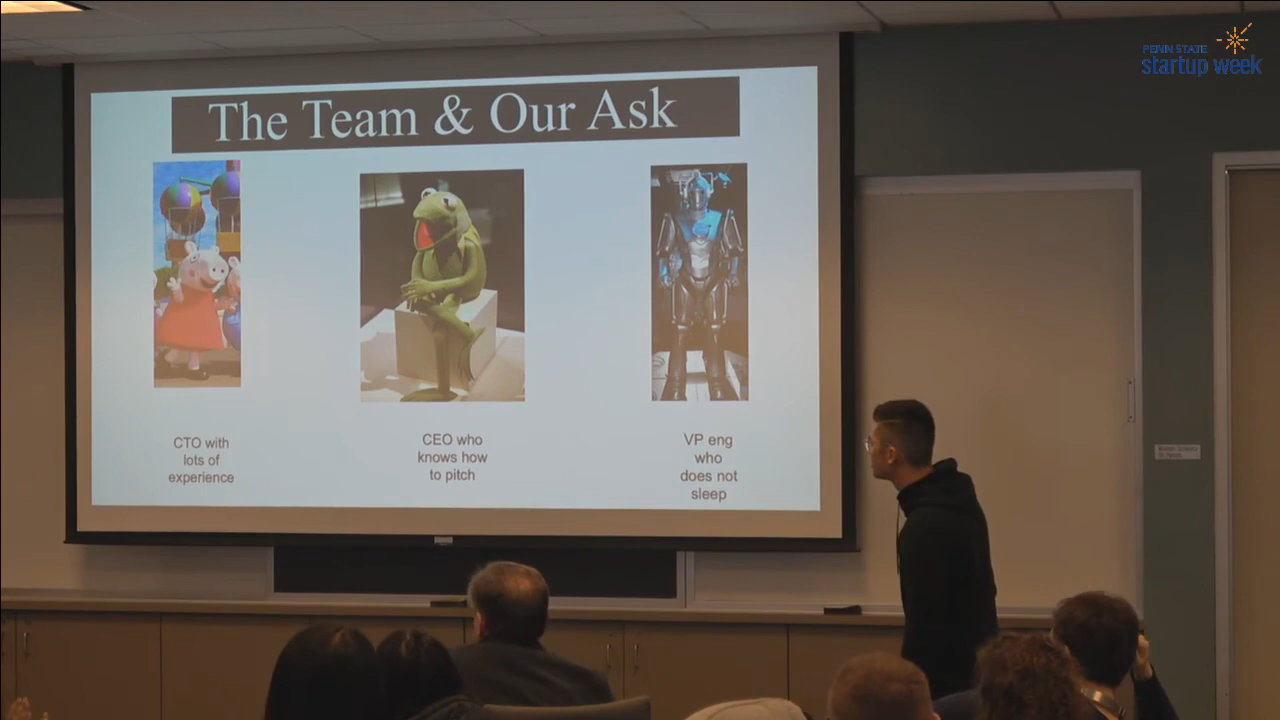 PENN STATE
startup week
The Team & Our Ask
CTO with
lots of
experience
CEO who
knows how
to pitch
VP eng
who
does not
sleep